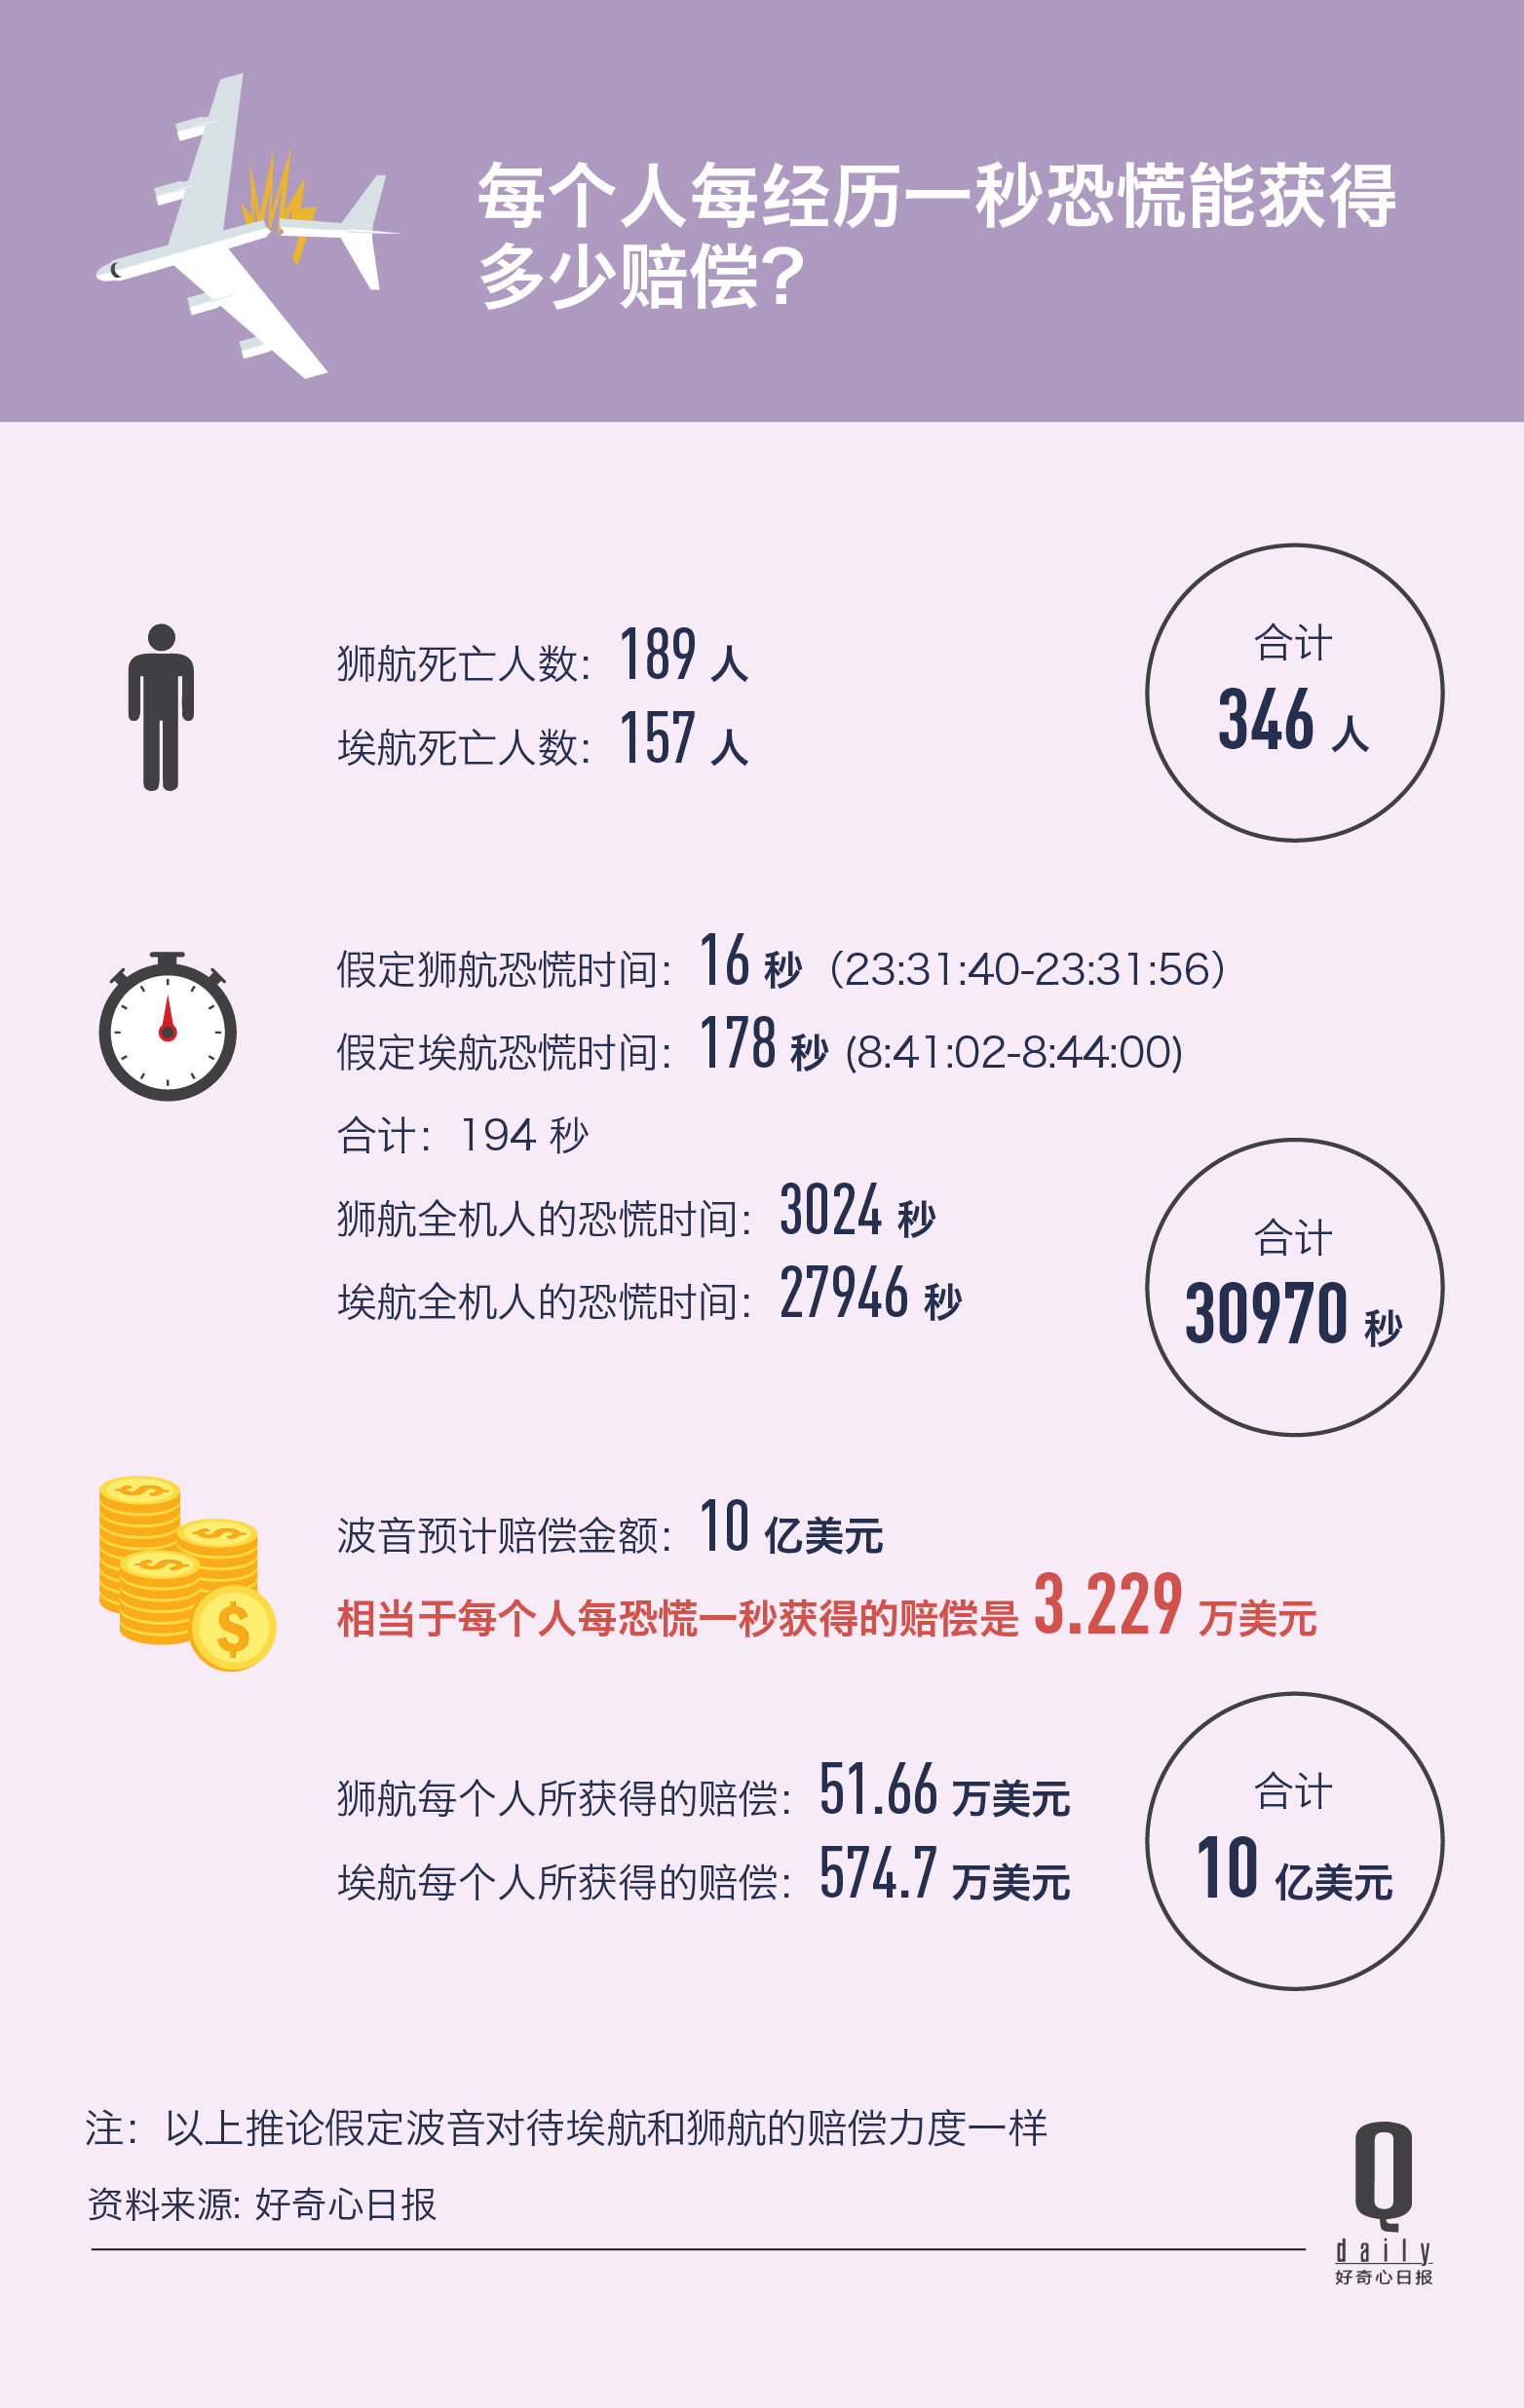 每个人每经历一秒恐慌能获得
多少赔偿?
狮航死亡人数：189 人
埃航死亡人数：157 人
合计
346 人
假定狮航恐慌时间：16 秒（23:31:40-23:31:56）
假定埃航恐慌时间：178 秒 (8:41:02-8:44:00)
合计：194 秒
狮航全机人的恐慌时间：3024 秒
埃航全机人的恐慌时间：27946 秒
合计
30970 秒
$
波音预计赔偿金额：10 亿美元
相当于每个人每恐慌一秒获得的赔偿是 3.229 万美元
狮航每个人所获得的赔偿：51.66 万美元
埃航每个人所获得的赔偿：574.7 万美元
合计
10 亿美元
注：以上推论假定波音对待埃航和狮航的赔偿力度一样
资料来源: 好奇心日报
Q
daily
好奇心日报